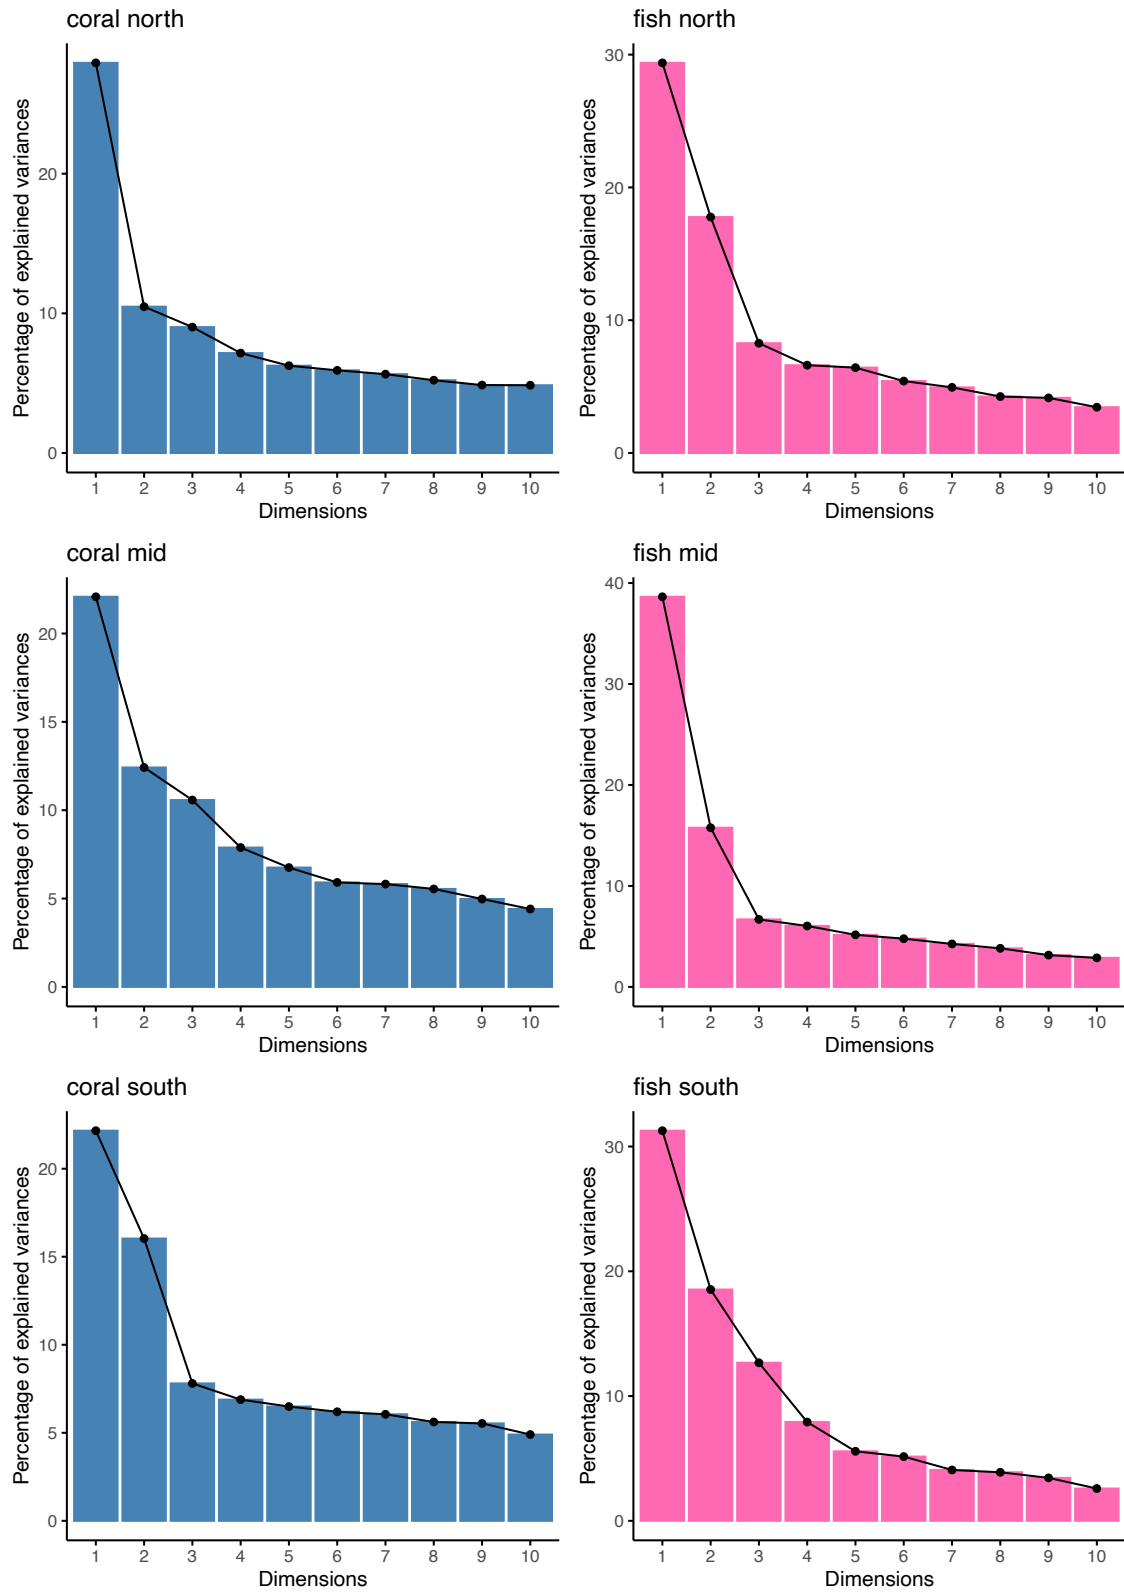 coral north
Percentage of explained variances
20
10
0
1 2 3 4 5 6 7 8 9 10
Dimensions
fish north
Percentage of explained variances
30
20
10
0
1 2 3 4 5 6 7 8 9 10
Dimensions
coral mid
Percentage of explained variances
20
15
10
5
0
1 2 3 4 5 6 7 8 9 10
Dimensions
fish mid
Percentage of explained variances
40
30
20
10
0
1 2 3 4 5 6 7 8 9 10
Dimensions
coral south
Percentage of explained variances
20
15
10
5
0
1 2 3 4 5 6 7 8 9 10
Dimensions
fish south
Percentage of explained variances
30
20
10
0
1 2 3 4 5 6 7 8 9 10
Dimensions